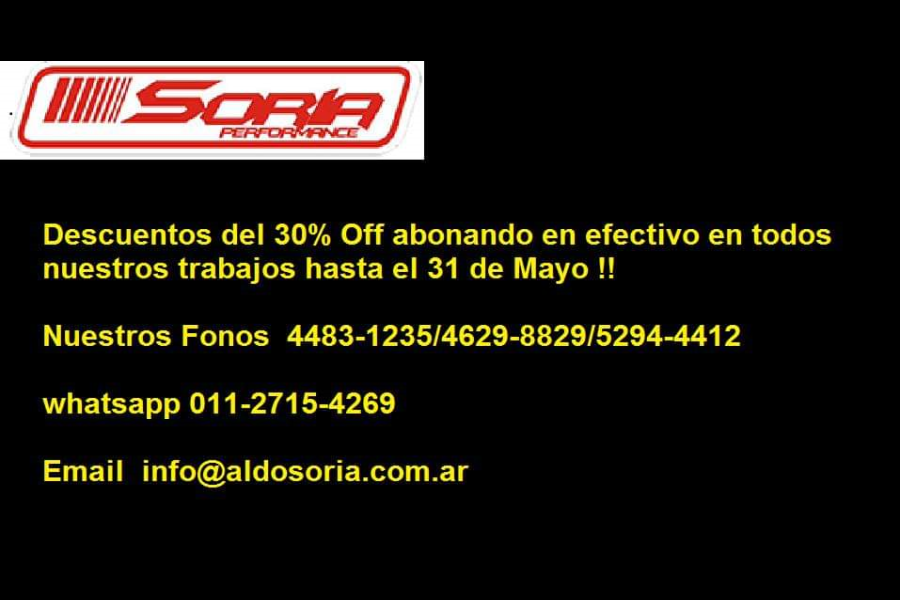 SORIA
PERFORMANCE
Descuentos del 30% Off abonando en efectivo en todos
nuestros trabajos hasta el 31 de Mayo !!
Nuestros Fonos 4483-1235/4629-8829/5294-4412
whatsapp 011-2715-4269
Email info@aldosoria.com.ar